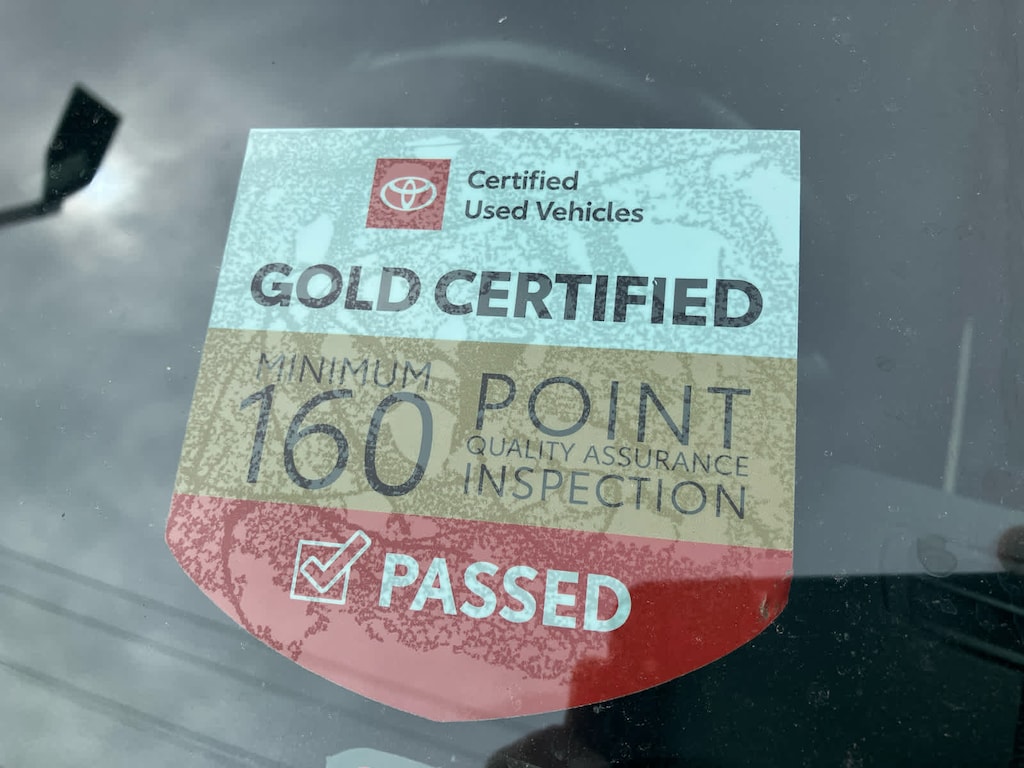 Certified
Used Vehicles
GOLD CERTIFIED
MINIMUM
160
POINT
QUALITY ASSURANCE
INSPECTION
PASSED